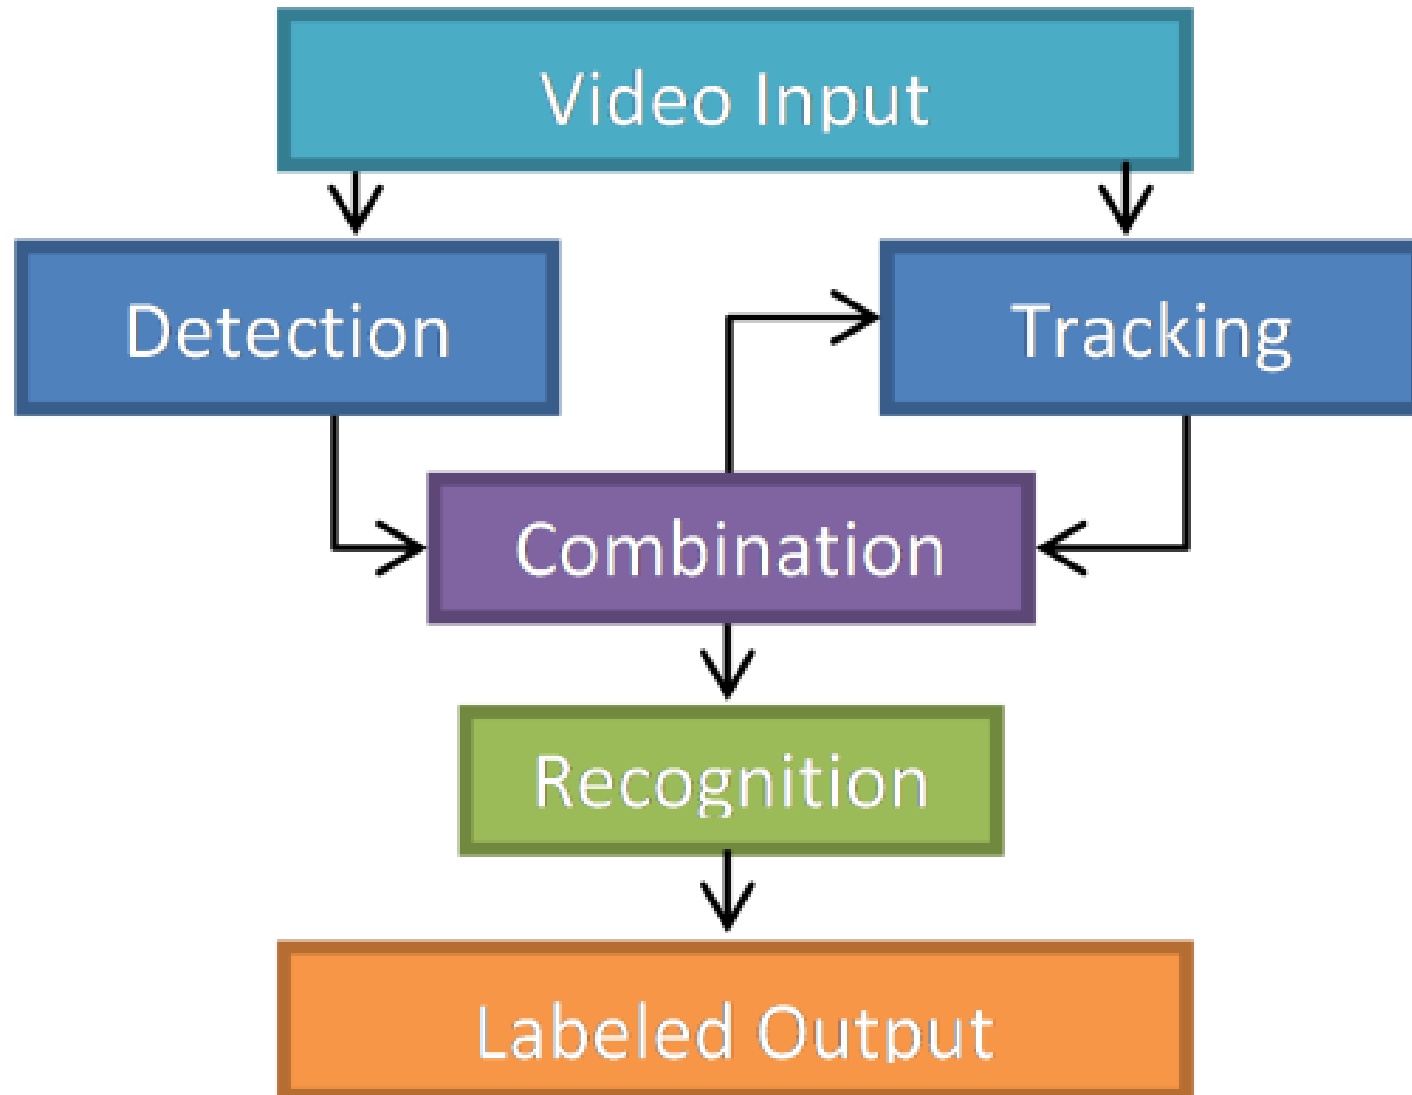 Video Input
Detection
Tracking
Combination
Recognition
Labeled Output